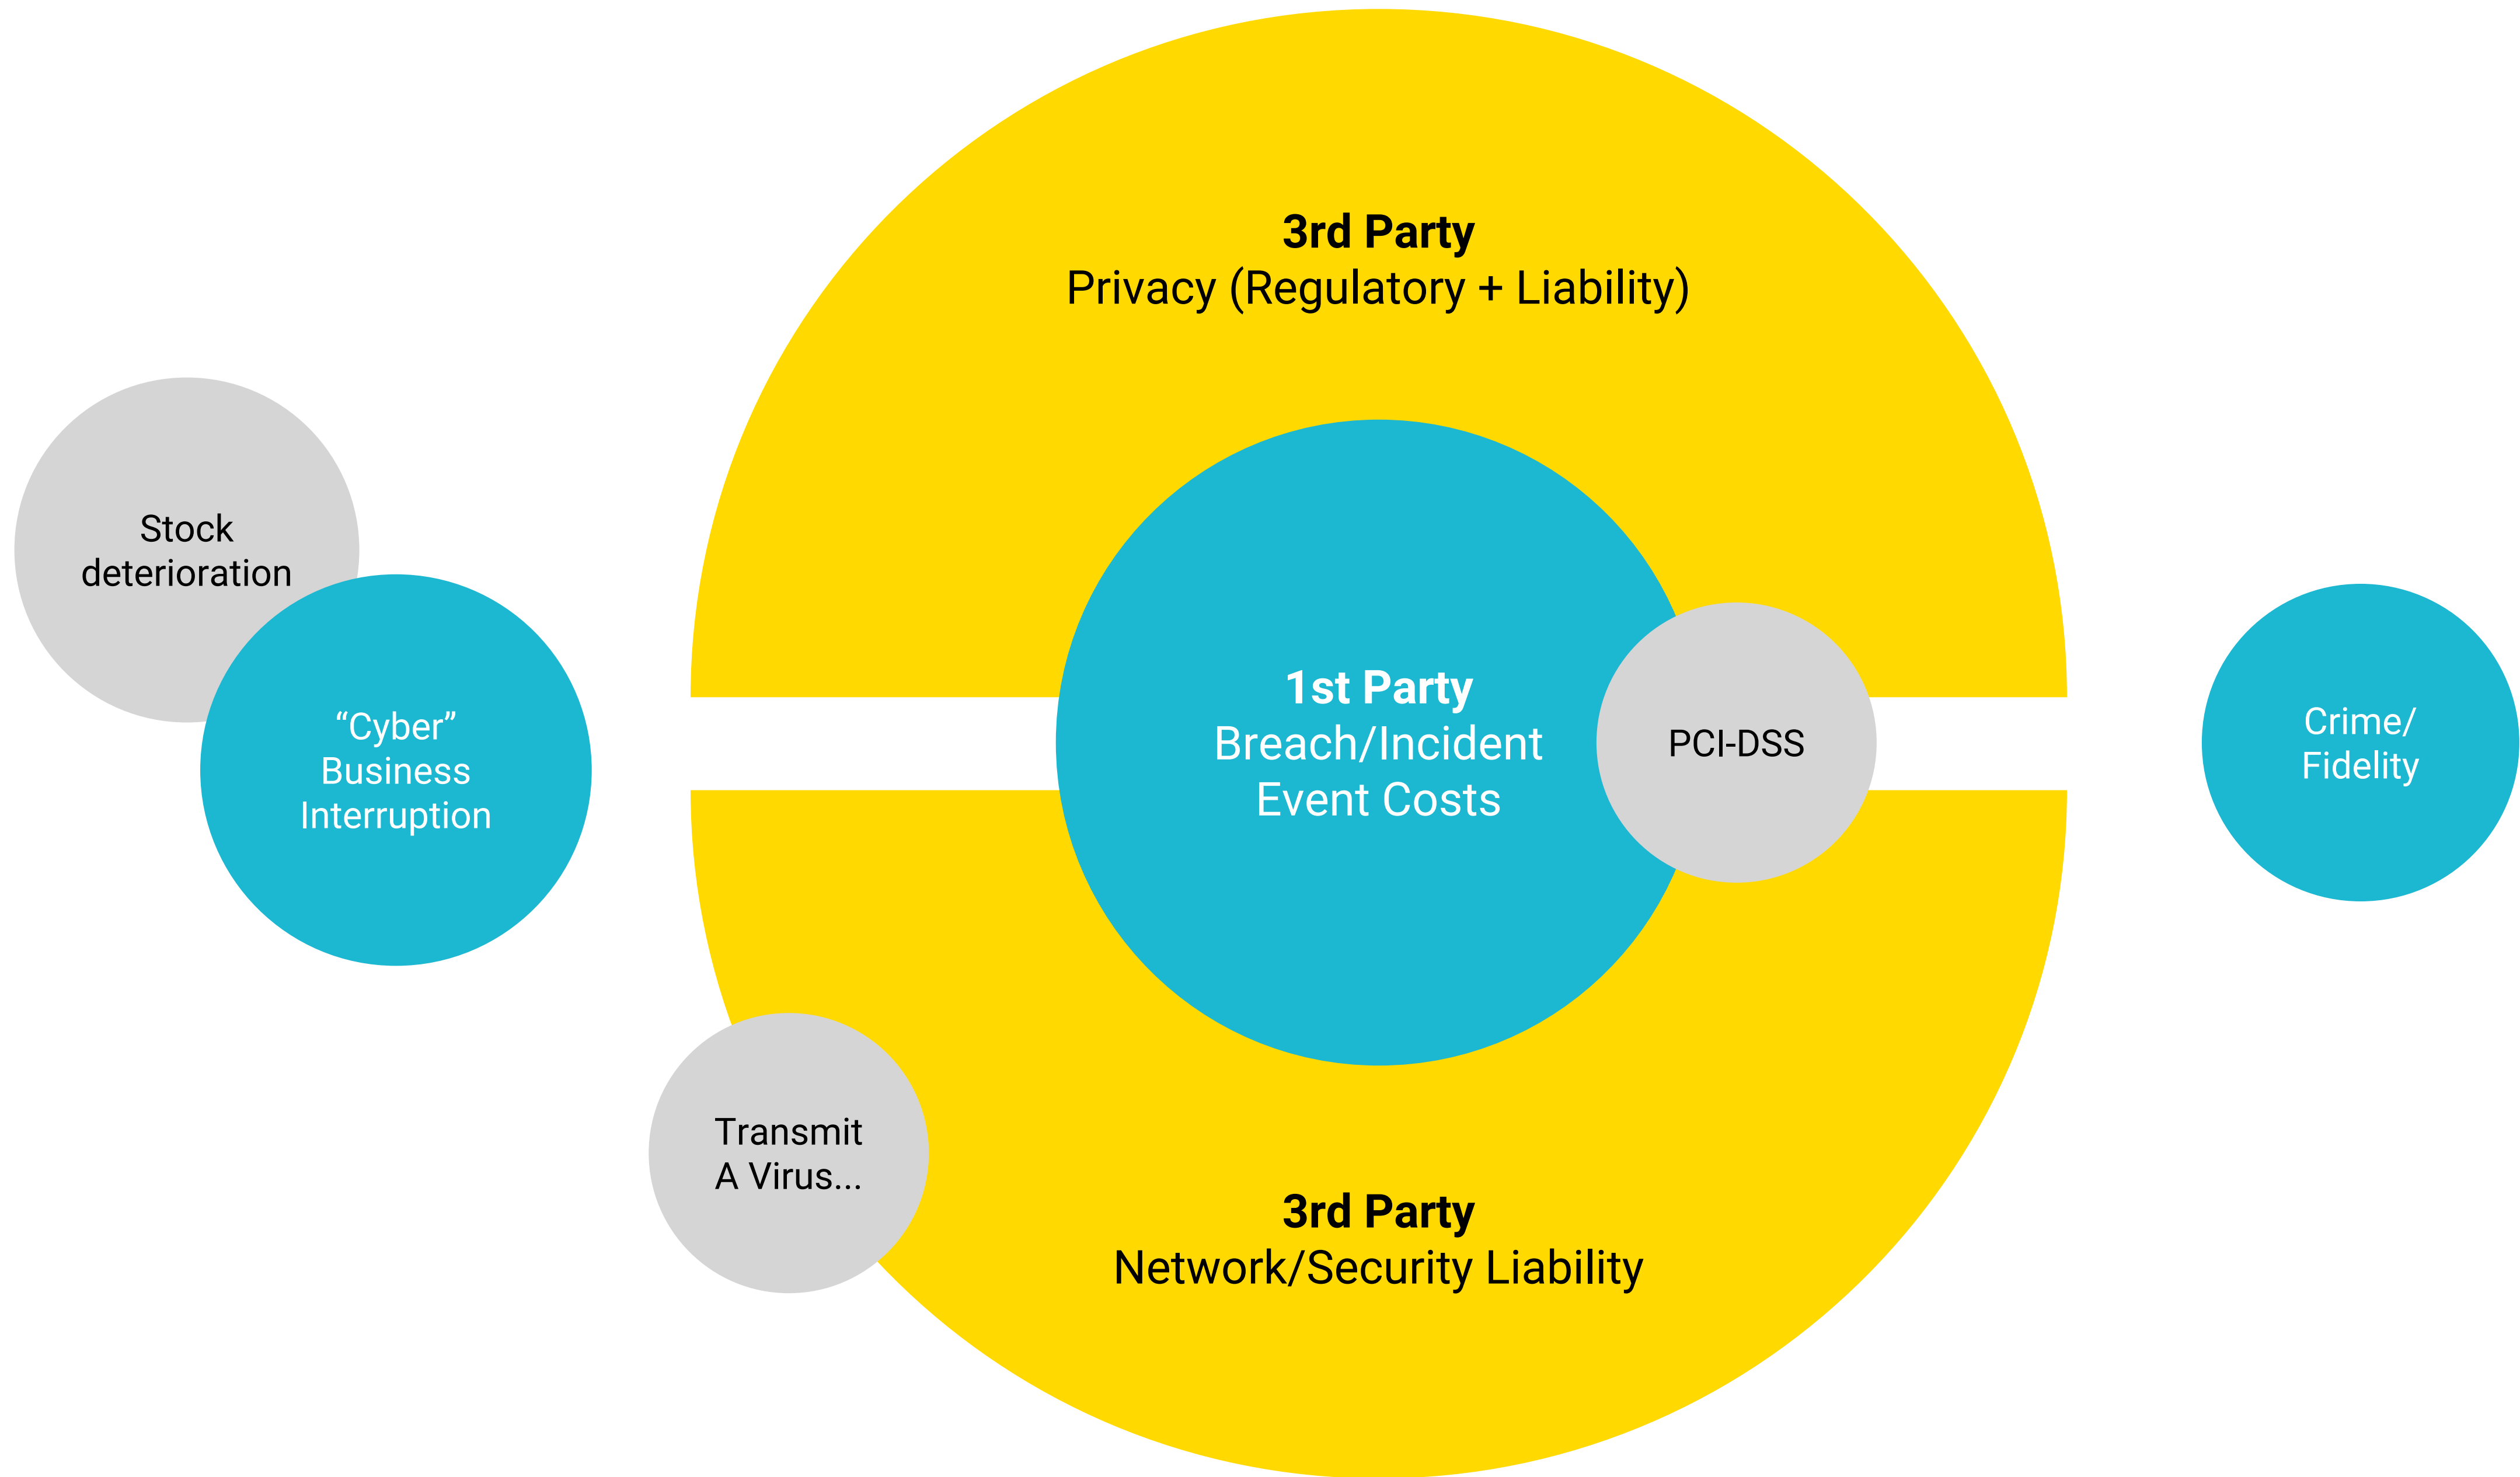 3rd Party
Privacy (Regulatory + Liability)
Stock
deterioration
“Cyber”
Business
Interruption
1st Party
Breach/Incident
Event Costs
PCI-DSS
Crime/
Fidelity
Transmit
A Virus...
3rd Party
Network/Security Liability